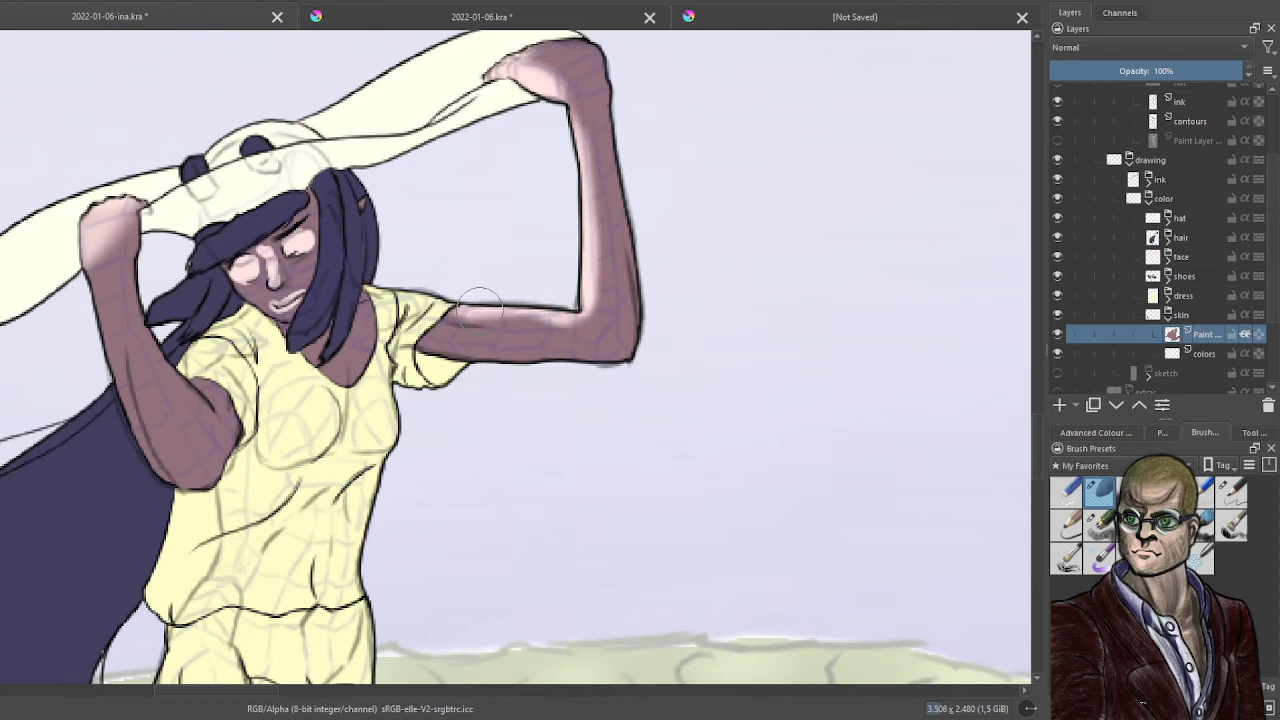 2022-01-06-ina.kra *
2022-01-06.kra *
[Not Saved]
Layers
Channels
Layers
Normal
Opacity: 100%
ink
contours
Paint Layer ...
drawing
ink
color
hat
hair
face
shoes
dress
skin
Paint ...
colors
sketch
Advanced Colour ...
P...
Brush...
Tool ...
Brush Presets
★ My Favorites
Tag
Tag
RGB/Alpha (8-bit integer/channel) sRGB-elle-V2-srgbtrc.icc
3.508 x 2.480 (1,5 GiB)